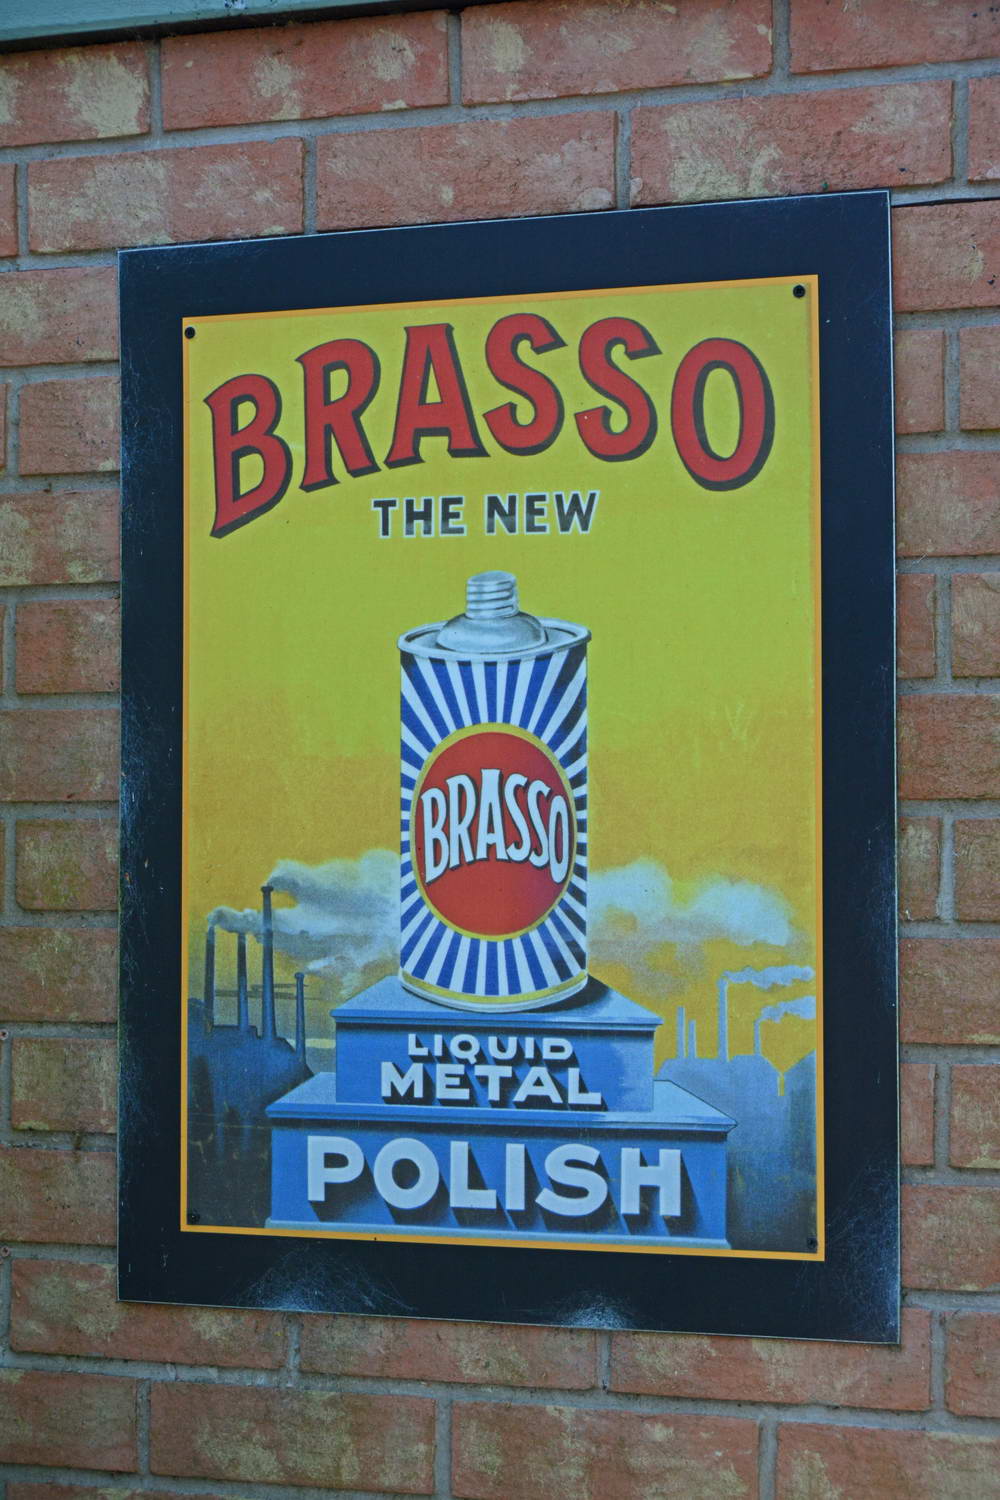 BRASSO
THE NEW
BRASSO
LIQUID
METAL
POLISH